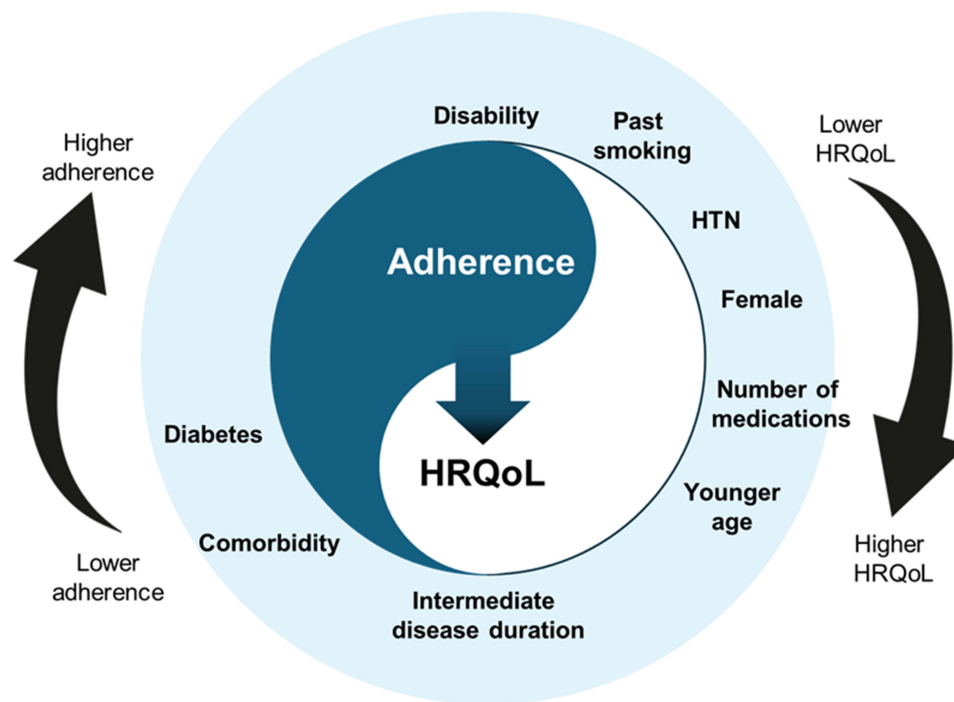 Disability
Past
smoking
Higher
adherence
Lower
HRQoL
HTN
Adherence
Female
Number of
medications
Diabetes
HRQoL
Younger
age
Comorbidity
Lower
adherence
Higher
HRQoL
Intermediate
disease duration